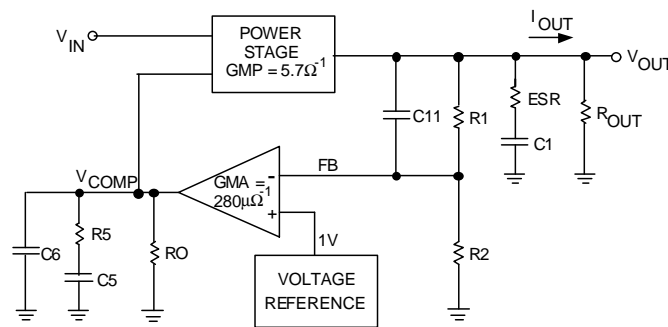 V_IN
POWER
STAGE
GMP = 5.7Ω⁻¹
I_OUT
V_OUT
C11
R1
ESR
C1
R_OUT
V_COMP
GMA =
280µΩ⁻¹
-
+
FB
1V
C6
R5
C5
RO
R2
VOLTAGE
REFERENCE